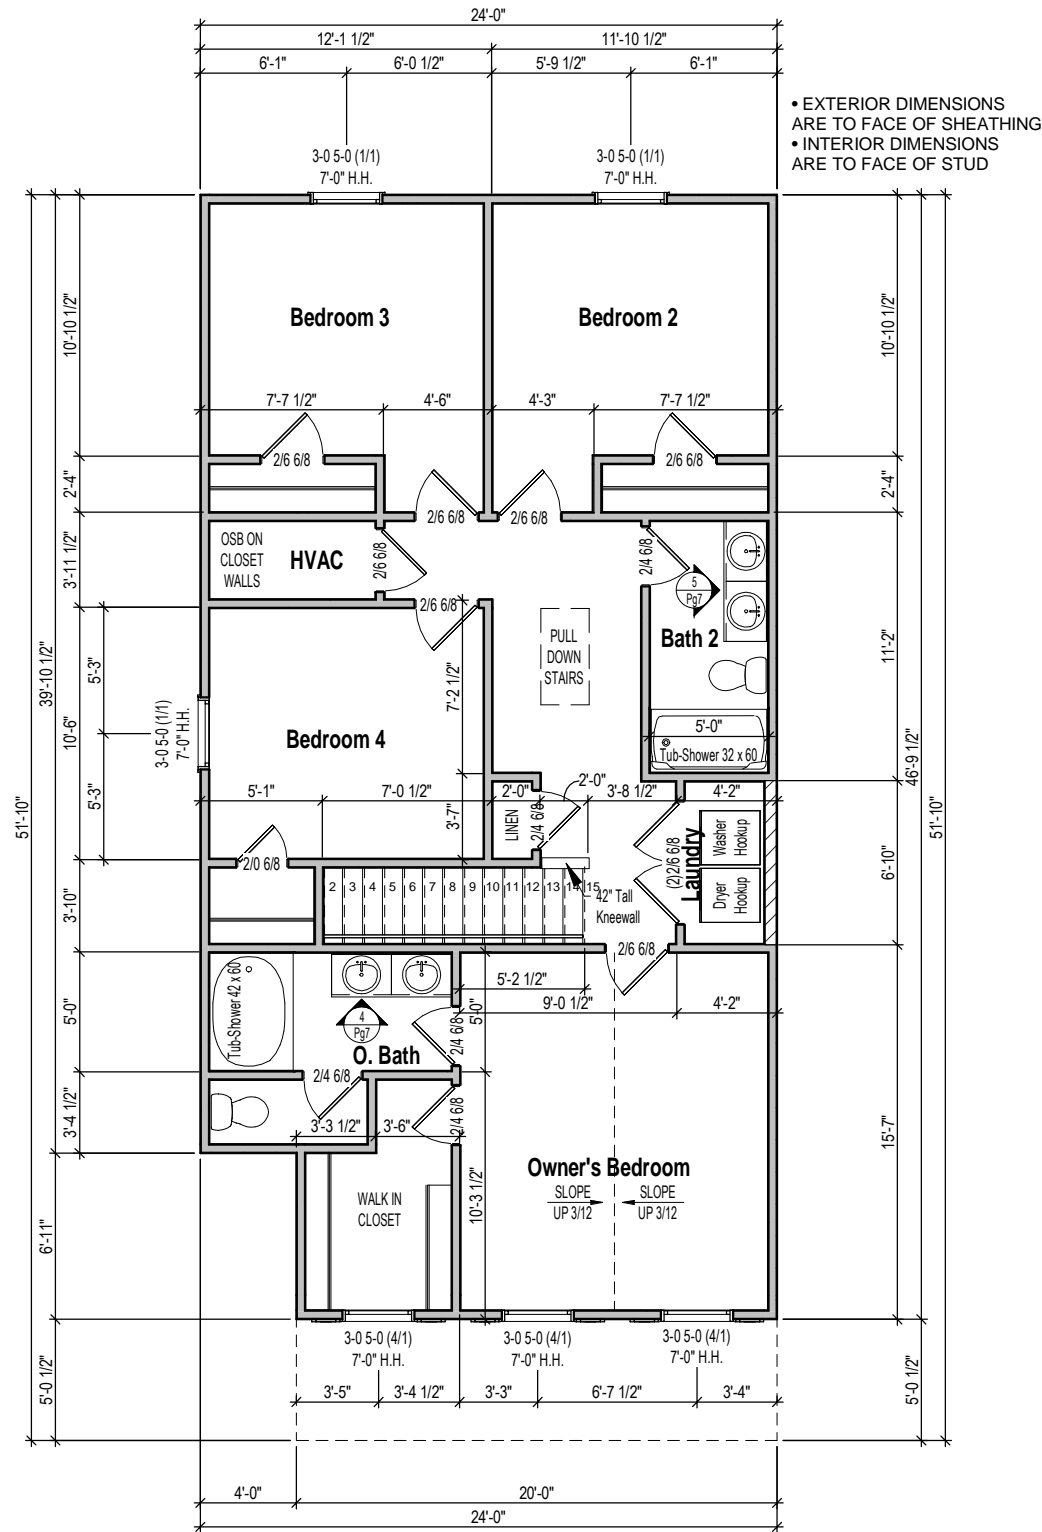 24'-0"
12'-1 1/2" 11'-10 1/2"
6'-1" 6'-0 1/2" 5'-9 1/2" 6'-1"
• EXTERIOR DIMENSIONS
ARE TO FACE OF SHEATHING
• INTERIOR DIMENSIONS
ARE TO FACE OF STUD
3-0 5-0 (1/1)
7'-0" H.H.
3-0 5-0 (1/1)
7'-0" H.H.
10'-10 1/2"
Bedroom 3
Bedroom 2
10'-10 1/2"
7'-7 1/2" 4'-6" 4'-3" 7'-7 1/2"
2/6 6/8
2/6 6/8
2'-4"
2'-4"
2/6 6/8
2/6 6/8
3'-11 1/2"
OSB ON
CLOSET
WALLS
HVAC
2/6 6/8
2/4 6/8
5
Pg7
2/6 6/8
Bath 2
PULL
DOWN
STAIRS
11'-2"
39'-10 1/2"
5'-3"
10'-6"
5'-3"
3-0 5-0 (1/1)
7'-0" H.H.
7'-2 1/2"
Bedroom 4
5'-0"
Tub-Shower 32 x 60
46'-9 1/2"
51'-10"
51'-10"
5'-1" 7'-0 1/2" 2'-0" 2'-0" 3'-8 1/2" 4'-2"
3'-7"
LINEN
2/4 6/8
(2)2/6 6/8
Laundry
Washer
Hookup
Dryer
Hookup
6'-10"
2/0 6/8
3'-10"
2 3 4 5 6 7 8 9 10 11 12 13 14 15
42" Tall
Kneewall
2/6 6/8
5'-0"
Tub-Shower 42 x 60
4
Pg7
O. Bath
2/4 6/8
5'-0"
5'-2 1/2"
9'-0 1/2" 4'-2"
2/4 6/8
3'-4 1/2"
3'-3 1/2" 3'-6"
2/4 6/8
15'-7"
10'-3 1/2"
Owner's Bedroom
SLOPE
UP 3/12
SLOPE
UP 3/12
WALK IN
CLOSET
6'-11"
3-0 5-0 (4/1)
7'-0" H.H.
3-0 5-0 (4/1)
7'-0" H.H.
3-0 5-0 (4/1)
7'-0" H.H.
5'-0 1/2"
3'-5" 3'-4 1/2" 3'-3" 6'-7 1/2" 3'-4"
5'-0 1/2"
4'-0" 20'-0"
24'-0"